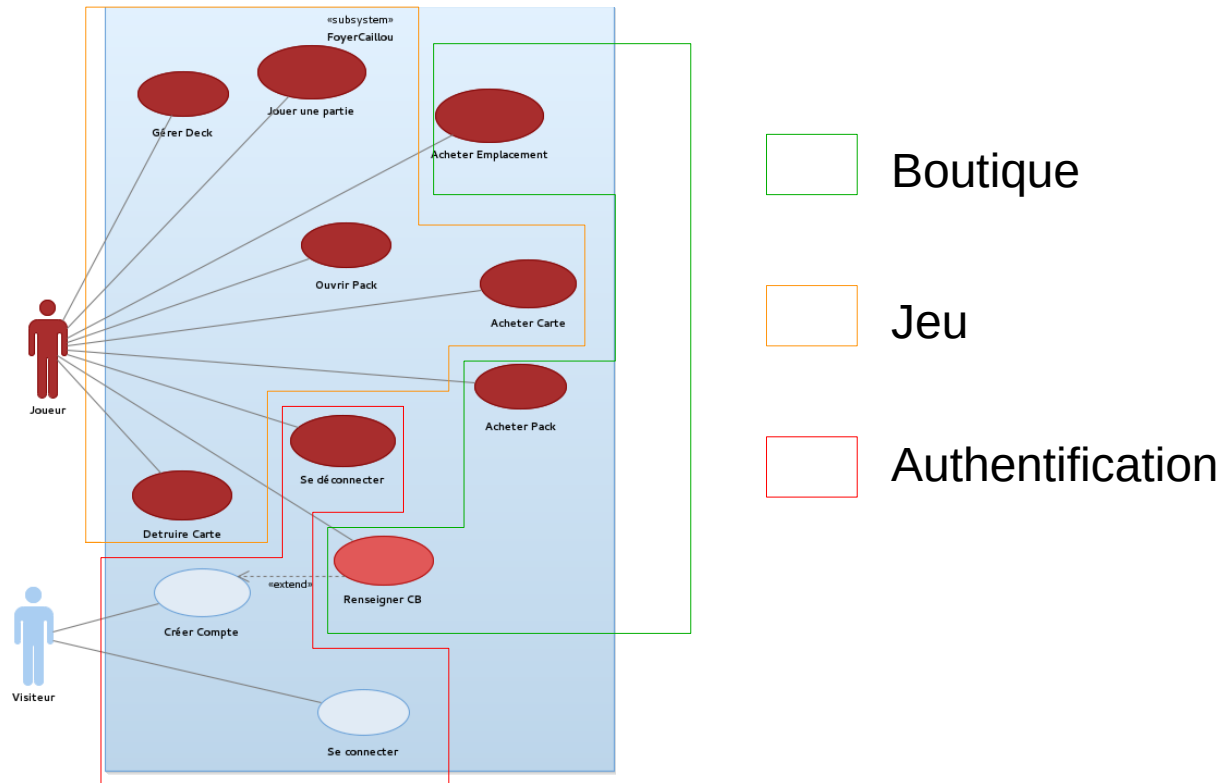 «subsystem»
FoyerCaillou
Gérer Deck
Jouer une partie
Acheter Emplacement
Boutique
Ouvrir Pack
Acheter Carte
Jeu
Joueur
Acheter Pack
Se déconnecter
Authentification
Detruire Carte
«extend»
Renseigner CB
Créer Compte
Visiteur
Se connecter